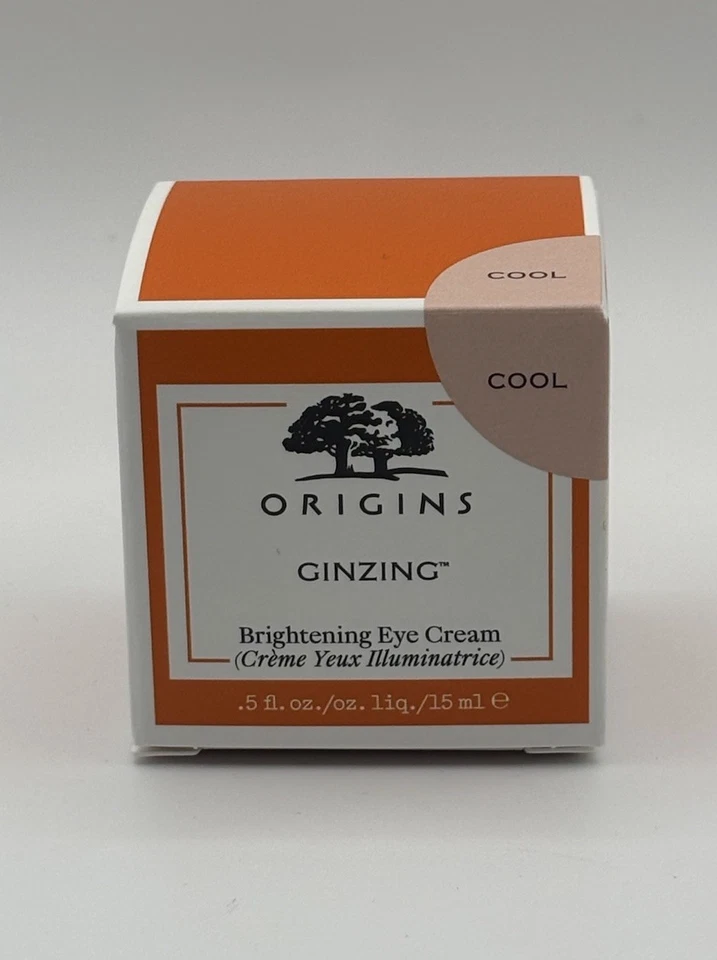 COOL
COOL
ORIGINS
GINZING™
Brightening Eye Cream
(Crème Yeux Illuminatrice)
.5 fl. oz./oz. liq./15 ml ℮